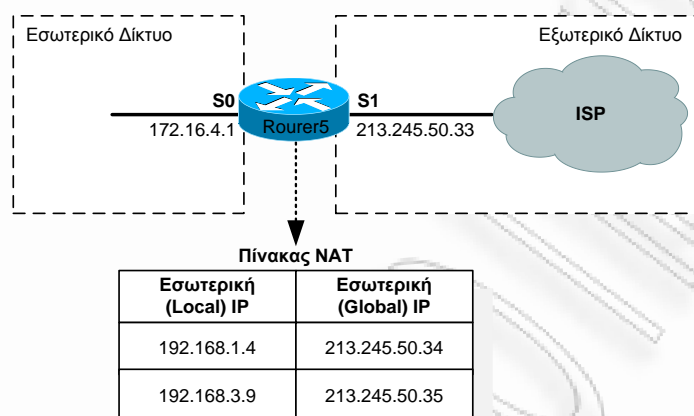 Εσωτερικό Δίκτυο
Εξωτερικό Δίκτυο
S0
S1
ISP
172.16.4.1
Rourer5
213.245.50.33
Πίνακας NAT
Εσωτερική
(Local) IP
Εσωτερική
(Global) IP
192.168.1.4
213.245.50.34
192.168.3.9
213.245.50.35